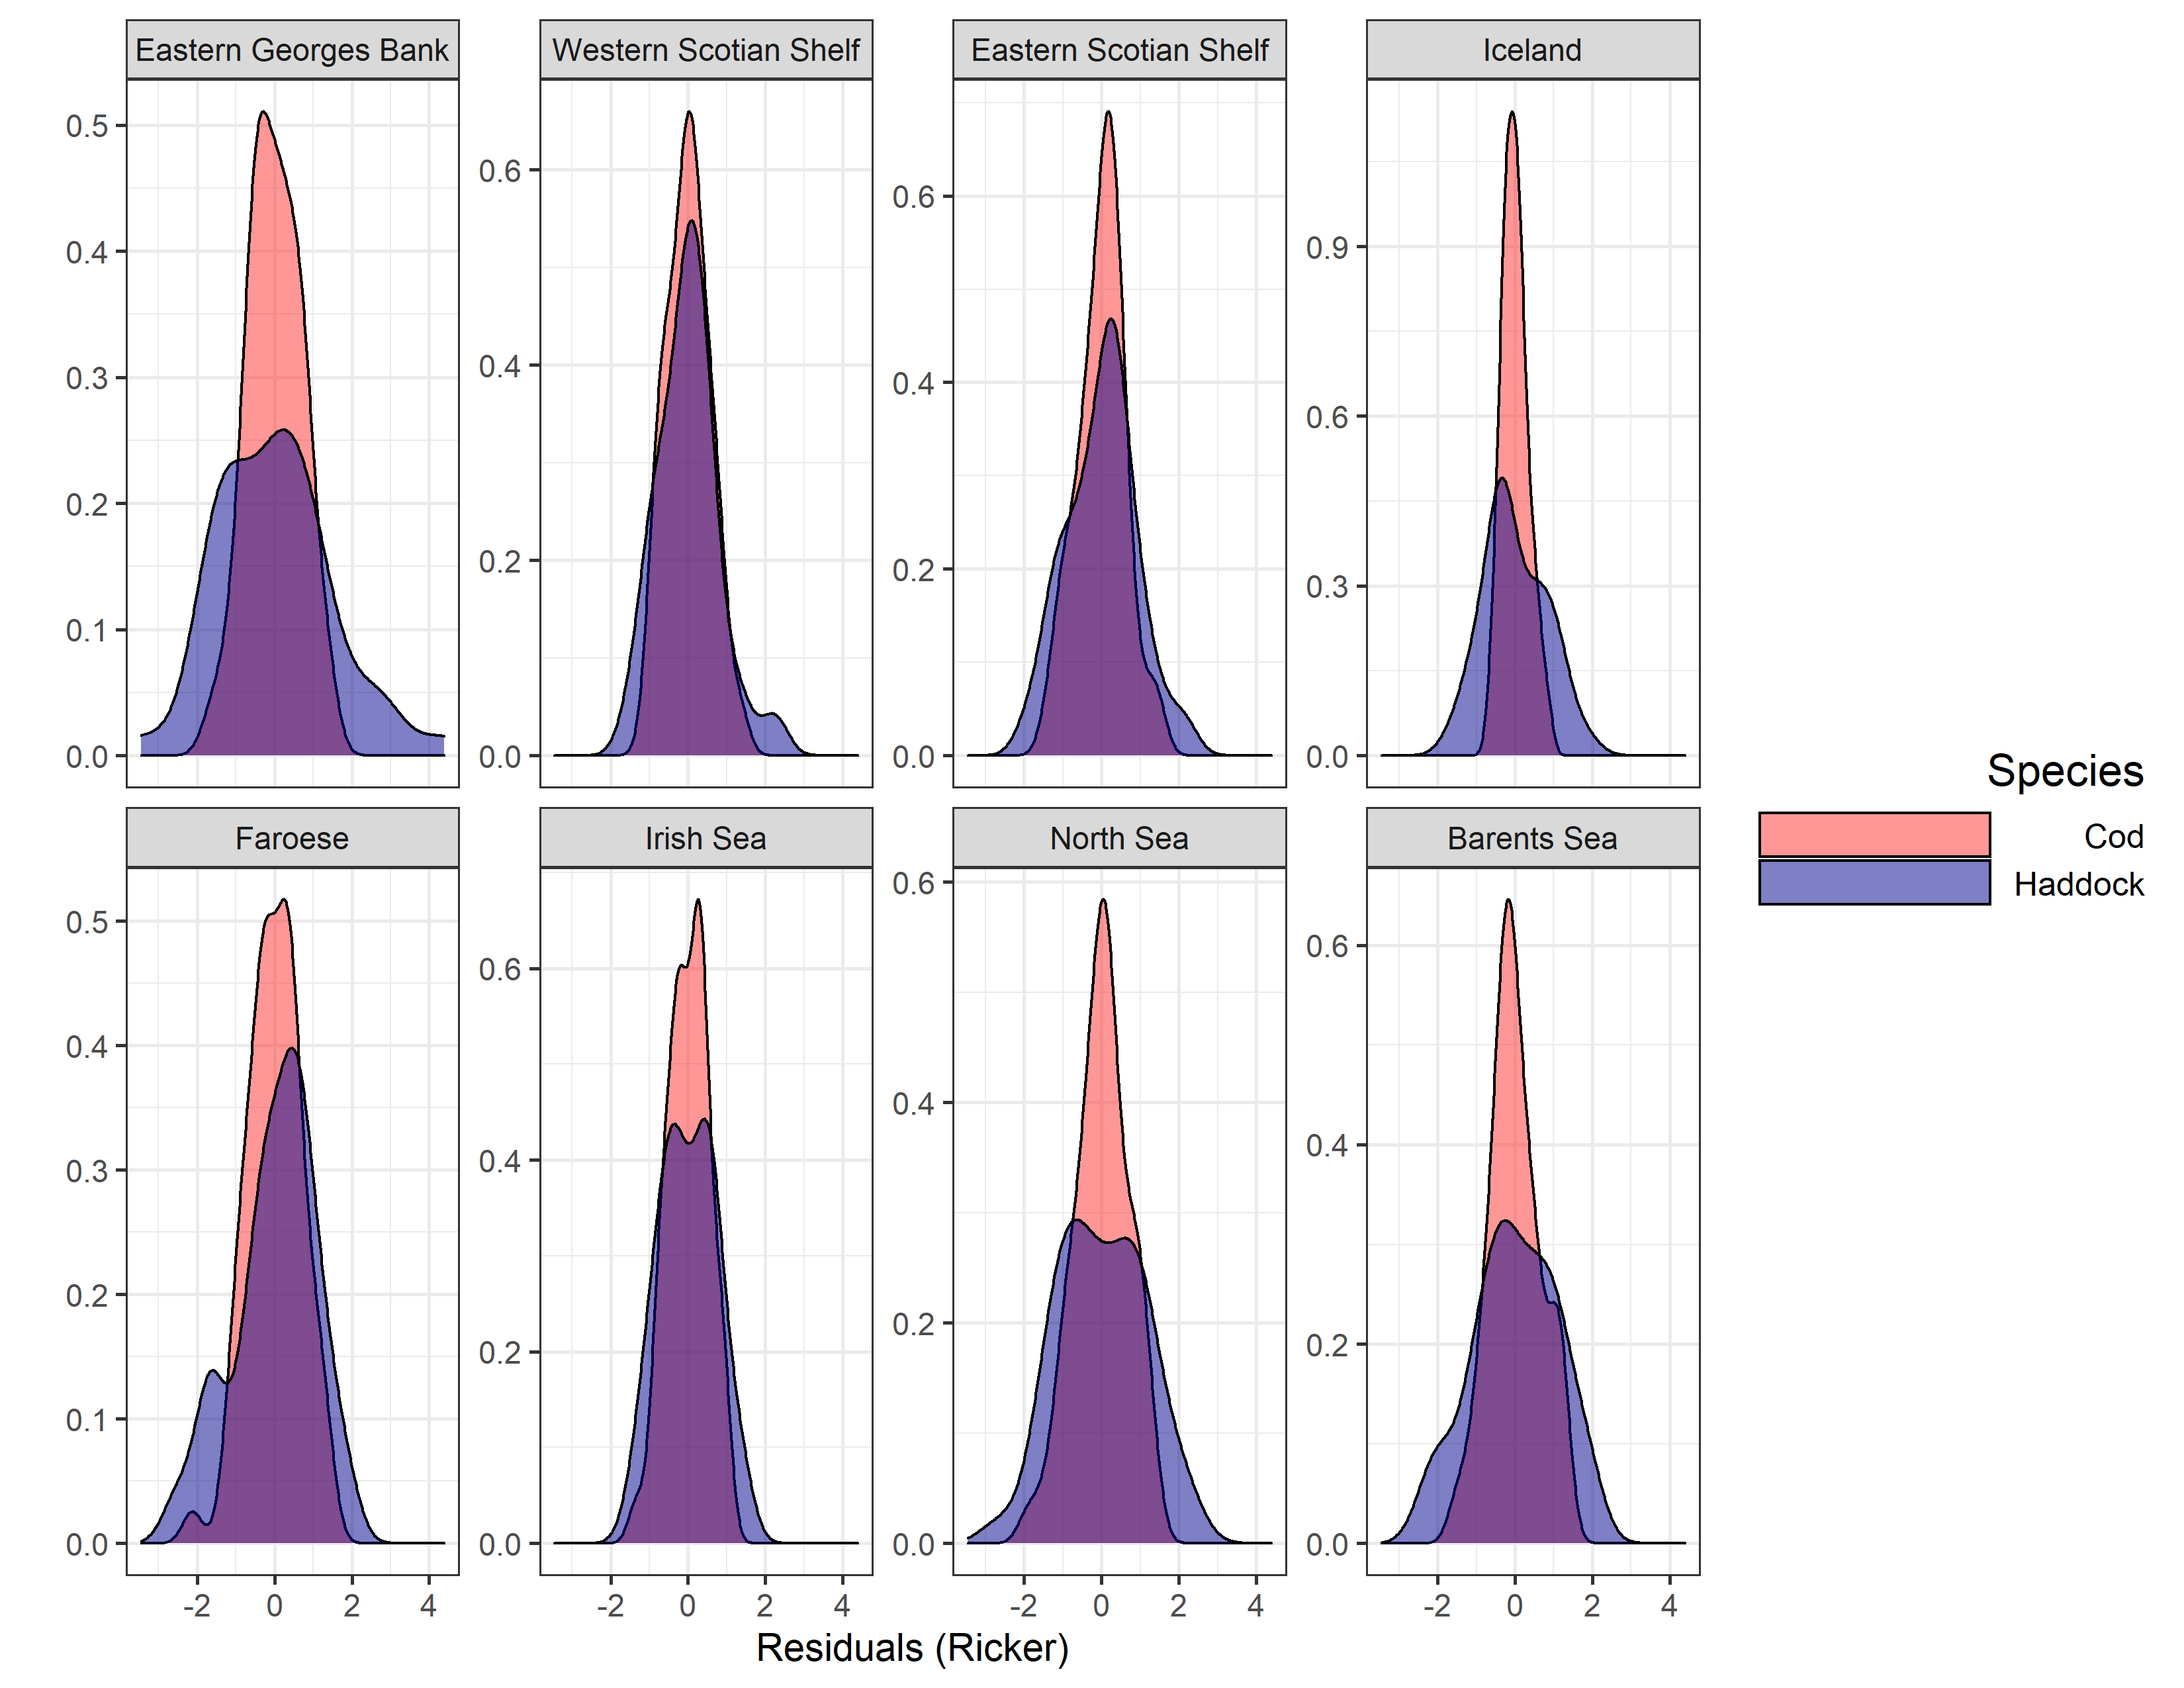 Eastern Georges Bank
Western Scotian Shelf
Eastern Scotian Shelf
Iceland
0.5
0.4
0.3
0.2
0.1
0.0
0.6
0.4
0.2
0.0
0.6
0.4
0.2
0.0
0.9
0.6
0.3
0.0
Faroese
Irish Sea
North Sea
Barents Sea
0.5
0.4
0.3
0.2
0.1
0.0
0.6
0.4
0.2
0.0
0.6
0.4
0.2
0.0
0.6
0.4
0.2
0.0
-2 0 2 4
-2 0 2 4
-2 0 2 4
-2 0 2 4
Residuals (Ricker)
Species
Cod
Haddock